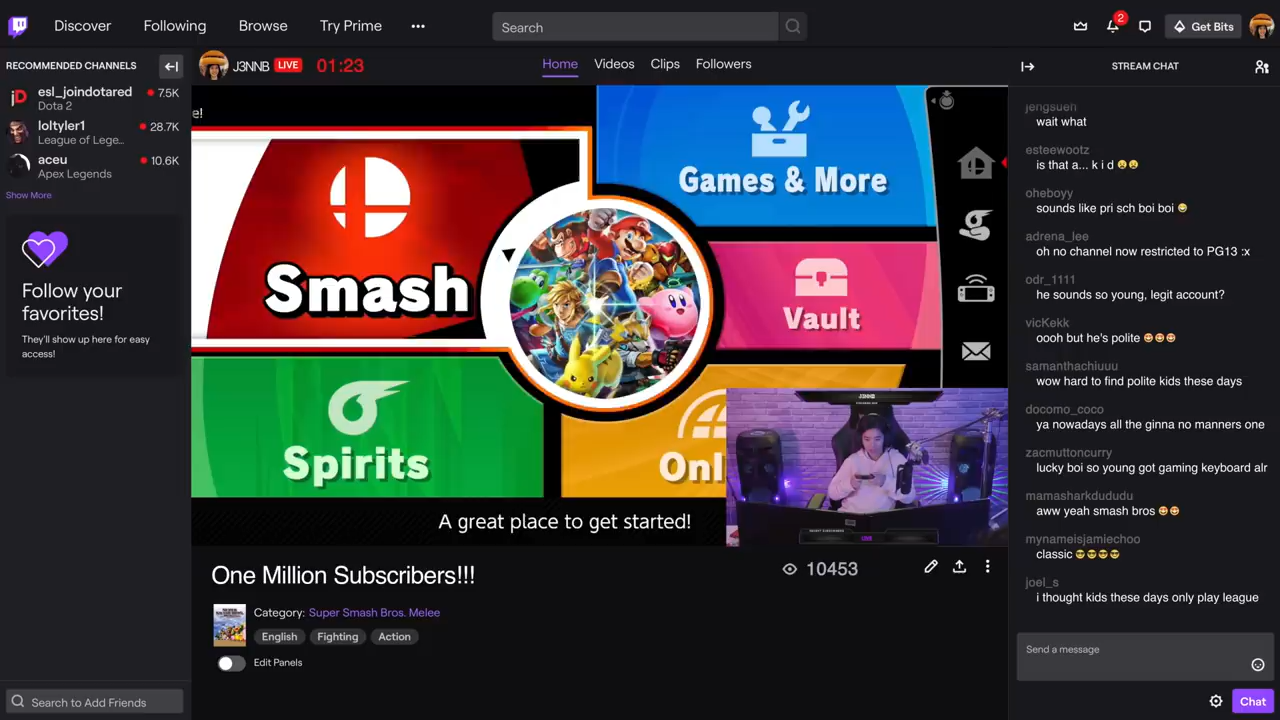 Discover
Following
Browse
Try Prime
Search
2
Get Bits
RECOMMENDED CHANNELS
esl_joindotared
7.5K
Dota 2
loltyler1
28.7K
League of Lege...
aceu
10.6K
Apex Legends
Show More
Follow your
favorites!
They'll show up here for easy
access!
Search to Add Friends
J3NNB
LIVE
01:23
Home
Videos
Clips
Followers
e!
Smash
Games & More
Vault
Spirits
Onl
A great place to get started!
J3NNB
LIVE
One Million Subscribers!!!
10453
Category: Super Smash Bros. Melee
English
Fighting
Action
Edit Panels
STREAM CHAT
jengsueh
wait what
esteewootz
is that a... k i d
oheboyy
sounds like pri sch boi boi
adrena_lee
oh no channel now restricted to PG13 :x
odr_1111
he sounds so young, legit account?
vicKekk
oooh but he's polite
samanthachiuuu
wow hard to find polite kids these days
docomo_coco
ya nowadays all the ginna no manners one
zacmuttoncurry
lucky boi so young got gaming keyboard alr
mamasharkdududu
aww yeah smash bros
mynameisjamiechoo
classic
joel_s
i thought kids these days only play league
Send a message
Chat